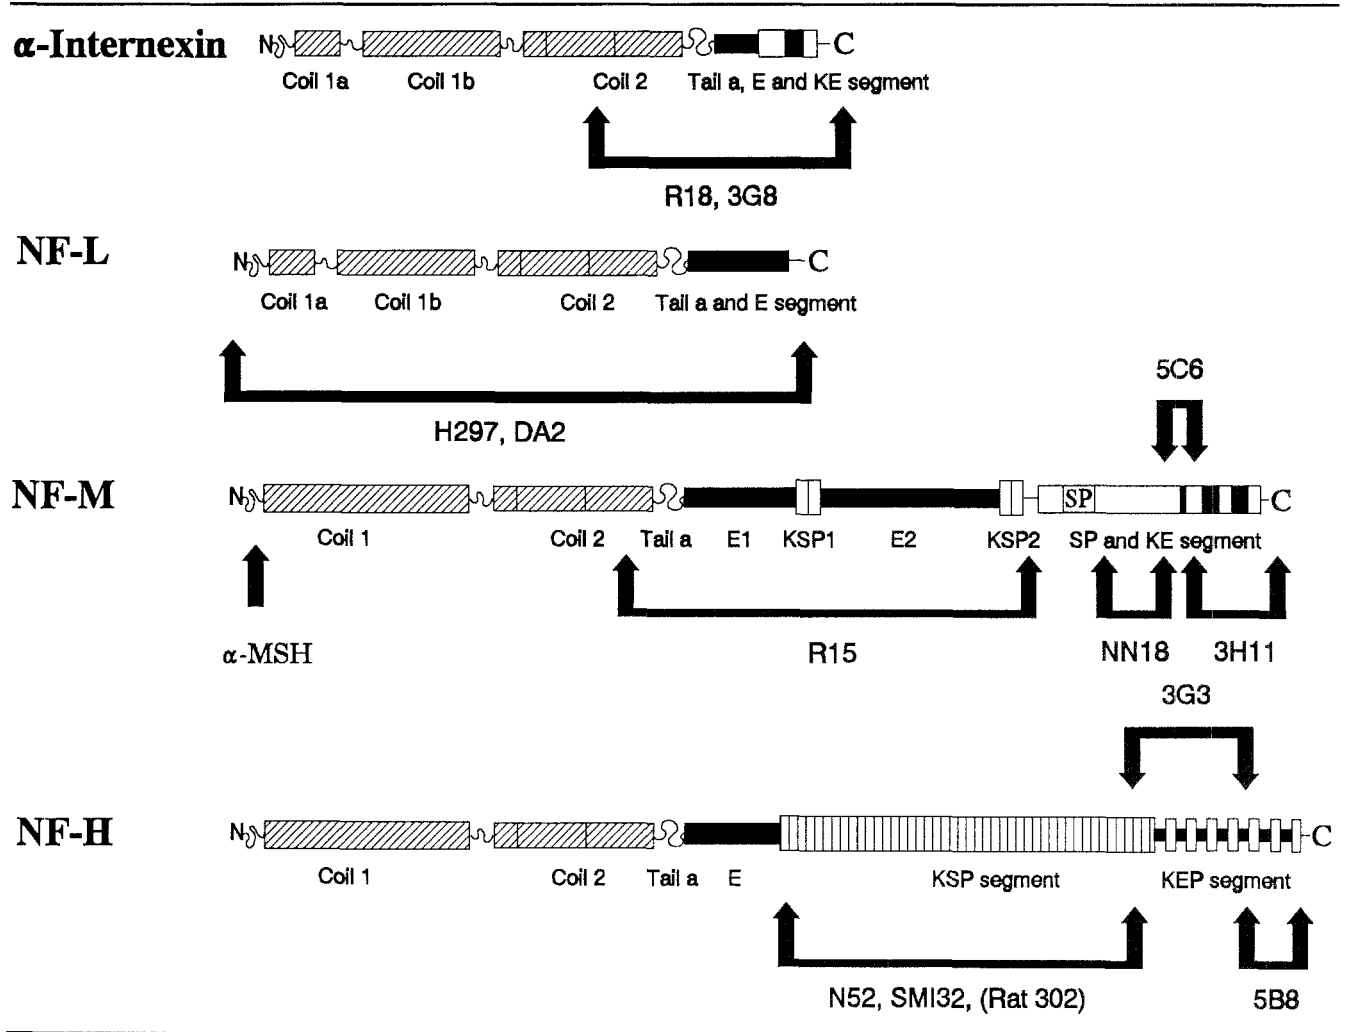 α-Internexin N C
Coil 1a Coil 1b Coil 2 Tail a, E and KE segment
R18, 3G8
NF-L N C
Coil 1a Coil 1b Coil 2 Tail a and E segment
5C6
H297, DA2
NF-M N SP C
Coil 1 Coil 2 Tail a E1 KSP1 E2 KSP2 SP and KE segment
α-MSH R15 NN18 3H11
3G3
NF-H N C
Coil 1 Coil 2 Tail a E KSP segment KEP segment
N52, SMI32, (Rat 302) 5B8